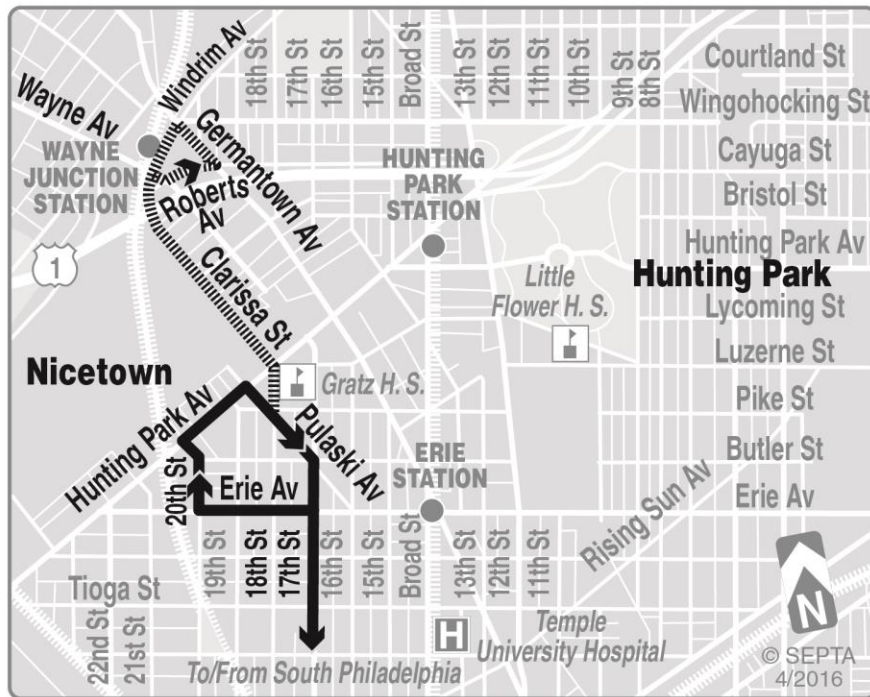 Windrim Av
18th St
17th St
16th St
15th St
Broad St
13th St
12th St
11th St
10th St
9th St
8th St
Courtland St
Wingohocking St
Cayuga St
Bristol St
Hunting Park Av
Hunting Park
Lycoming St
Luzerne St
Pike St
Butler St
Erie Av
Wayne Av
WAYNE
JUNCTION
STATION
Germantown Av
Roberts
Av
HUNTING
PARK
STATION
1
Clarissa St
Little
Flower H. S.
Nicetown
Gratz H. S.
Hunting Park Av
Pulaski Av
ERIE
STATION
20th St
Erie Av
Rising Sun Av
19th St
18th St
17th St
16th St
15th St
Broad St
13th St
12th St
11th St
Tioga St
22nd St
21st St
H
Temple
University Hospital
To/From South Philadelphia
N
© SEPTA
4/2016